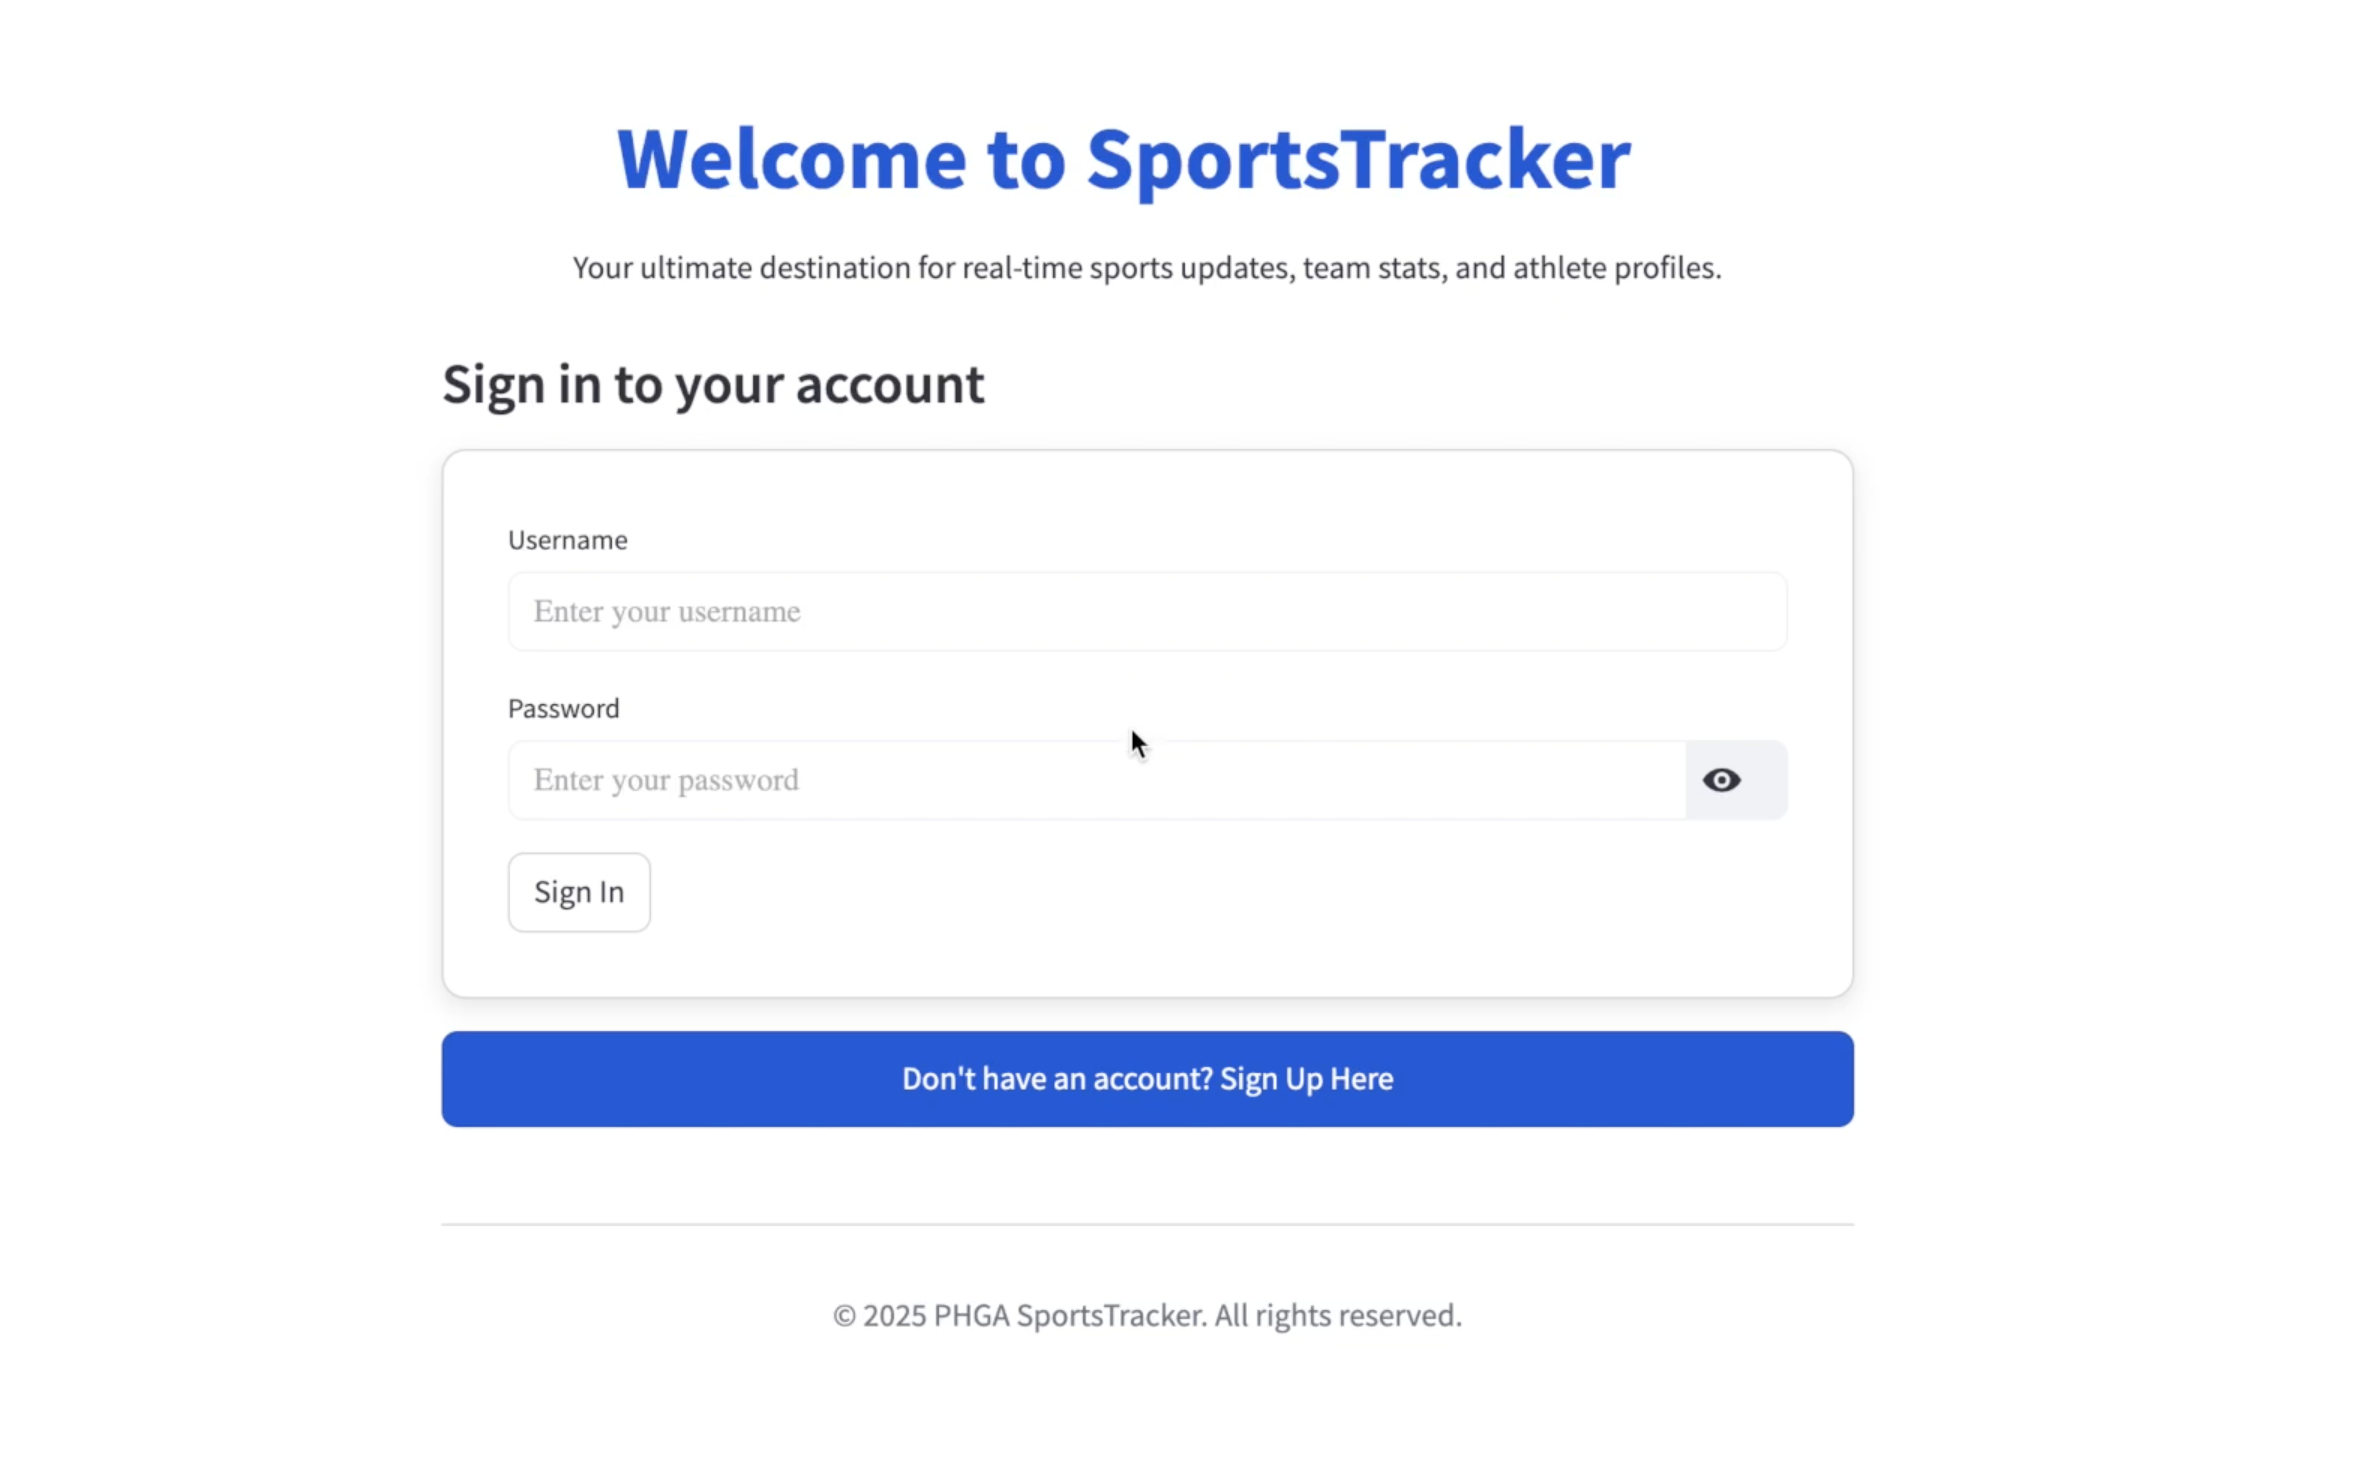 Welcome to SportsTracker
Your ultimate destination for real-time sports updates, team stats, and athlete profiles.
Sign in to your account
Username
Enter your username
Password
Enter your password
Sign In
Don't have an account? Sign Up Here
© 2025 PHGA SportsTracker. All rights reserved.